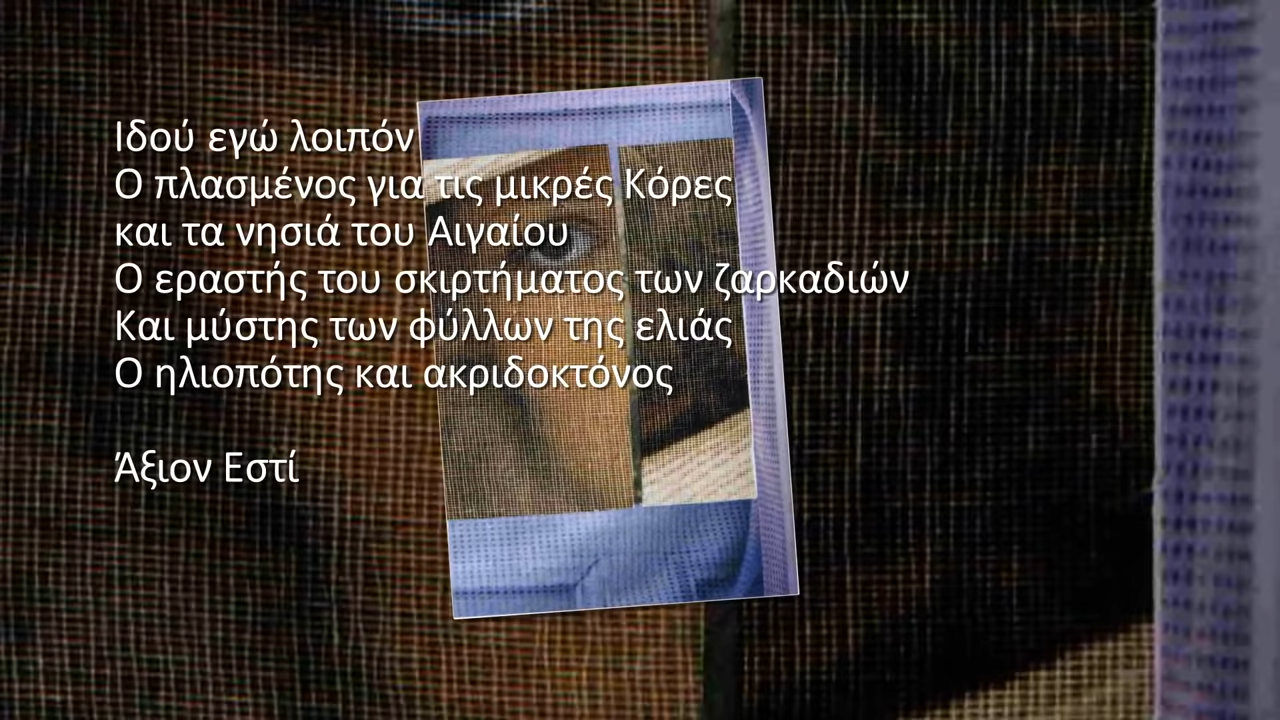 Ιδού εγώ λοιπόν
Ο πλασμένος για τις μικρές Κόρες
και τα νησιά του Αιγαίου
Ο εραστής του σκιρτήματος των ζαρκαδιών
Και μύστης των φύλλων της ελιάς
Ο ηλιοπότης και ακριδοκτόνος
Άξιον Εστί